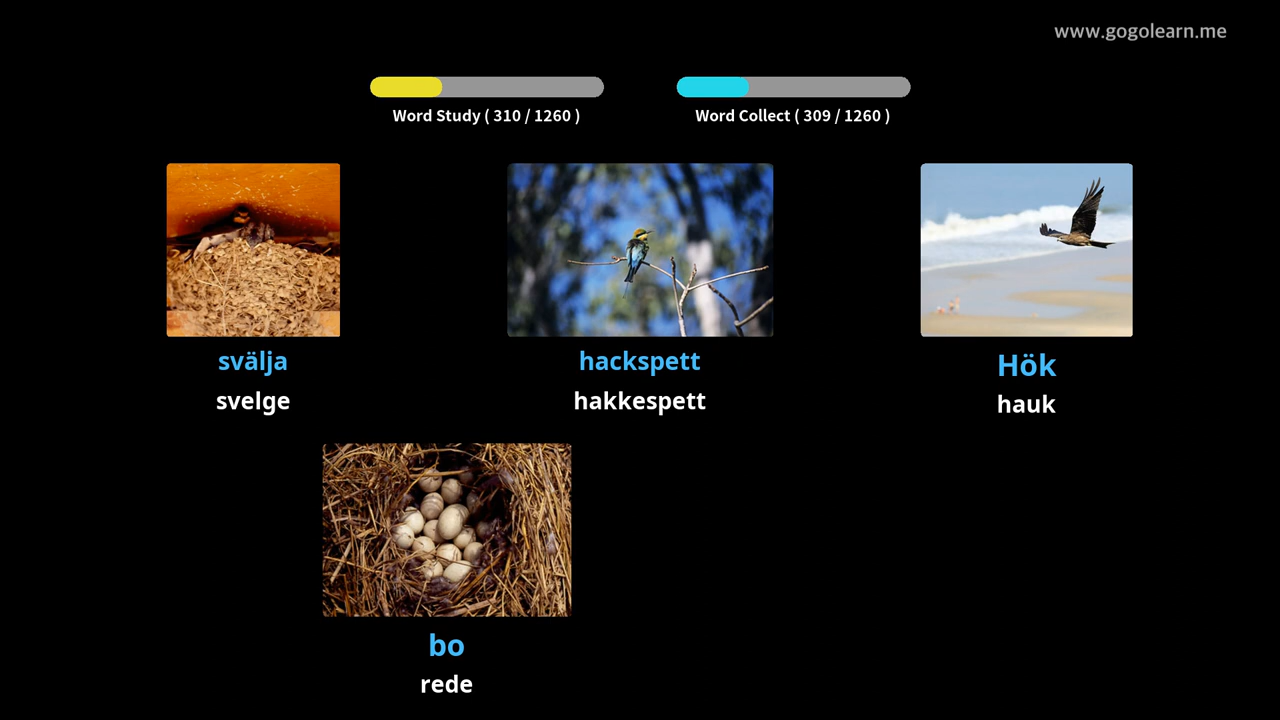 www.gogolearn.me
Word Study ( 310 / 1260 )
Word Collect ( 309 / 1260 )
svälja
svelge
hackspett
hakkespett
Hök
hauk
bo
rede